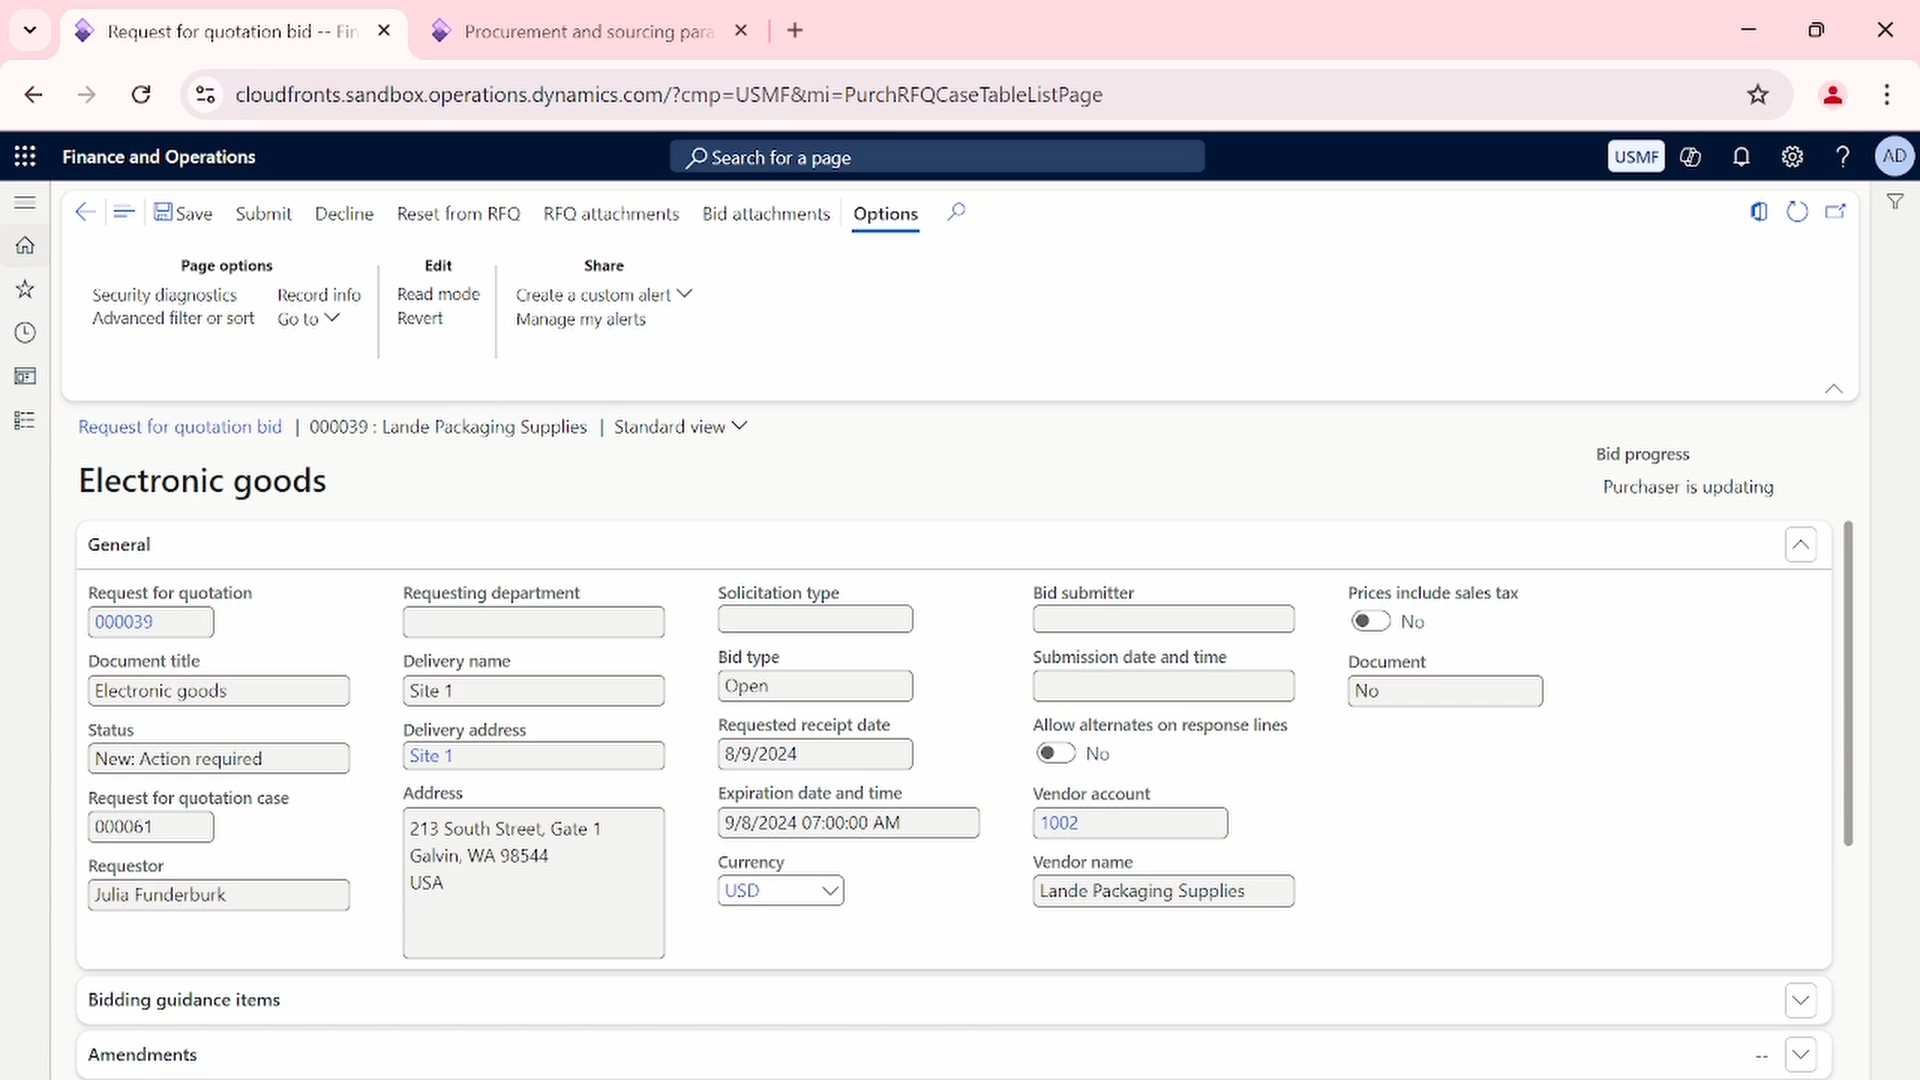 Request for quotation bid -- Fin
Procurement and sourcing para
cloudfronts.sandbox.operations.dynamics.com/?cmp=USMF&mi=PurchRFQCaseTableListPage
Finance and Operations
Search for a page
USMF
AD
Save
Submit
Decline
Reset from RFQ
RFQ attachments
Bid attachments
Options
Page options
Security diagnostics
Record info
Advanced filter or sort
Go to
Edit
Read mode
Revert
Share
Create a custom alert
Manage my alerts
Request for quotation bid | 000039 : Lande Packaging Supplies | Standard view
Electronic goods
Bid progress
Purchaser is updating
General
Request for quotation
000039
Document title
Electronic goods
Status
New: Action required
Request for quotation case
000061
Requestor
Julia Funderburk
Requesting department
Delivery name
Site 1
Delivery address
Site 1
Address
213 South Street, Gate 1
Galvin, WA 98544
USA
Solicitation type
Bid type
Open
Requested receipt date
8/9/2024
Expiration date and time
9/8/2024 07:00:00 AM
Currency
USD
Bid submitter
Submission date and time
Allow alternates on response lines
No
Vendor account
1002
Vendor name
Lande Packaging Supplies
Prices include sales tax
No
Document
No
Bidding guidance items
Amendments
--